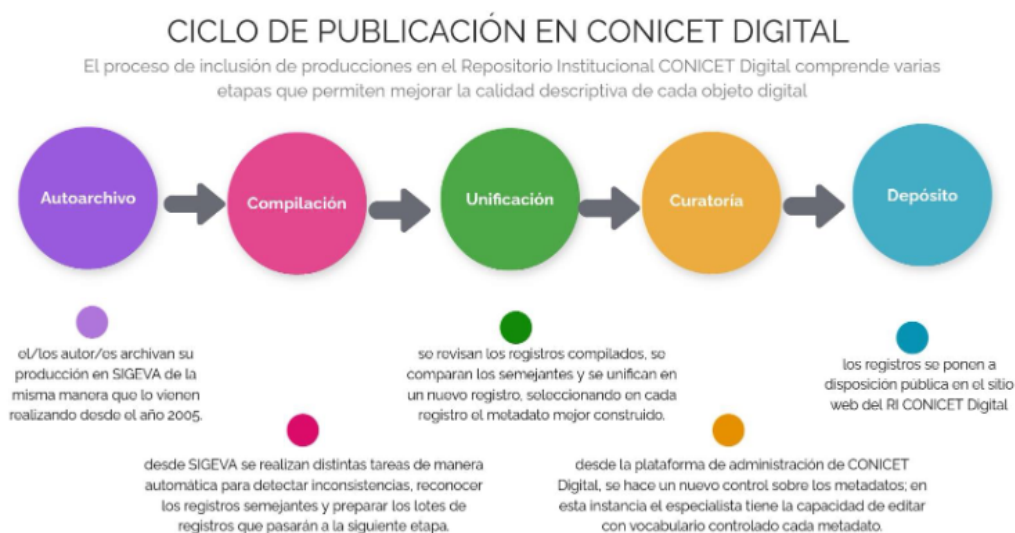 CICLO DE PUBLICACIÓN EN CONICET DIGITAL
El proceso de inclusión de producciones en el Repositorio Institucional CONICET Digital comprende varias
etapas que permiten mejorar la calidad descriptiva de cada objeto digital
Autoarchivo
Compilación
Unificación
Curatoría
Depósito
el/los autor/es archivan su
producción en SIGEVA de la
misma manera que lo vienen
realizando desde el año 2005.
desde SIGEVA se realizan distintas tareas de manera
automática para detectar inconsistencias, reconocer
los registros semejantes y preparar los lotes de
registros que pasarán a la siguiente etapa.
se revisan los registros compilados, se
comparan los semejantes y se unifican en
un nuevo registro, seleccionando en cada
registro el metadato mejor construido.
desde la plataforma de administración de CONICET
Digital, se hace un nuevo control sobre los metadatos; en
esta instancia el especialista tiene la capacidad de editar
con vocabulario controlado cada metadato.
los registros se ponen a
disposición pública en el sitio
web del RI CONICET Digital